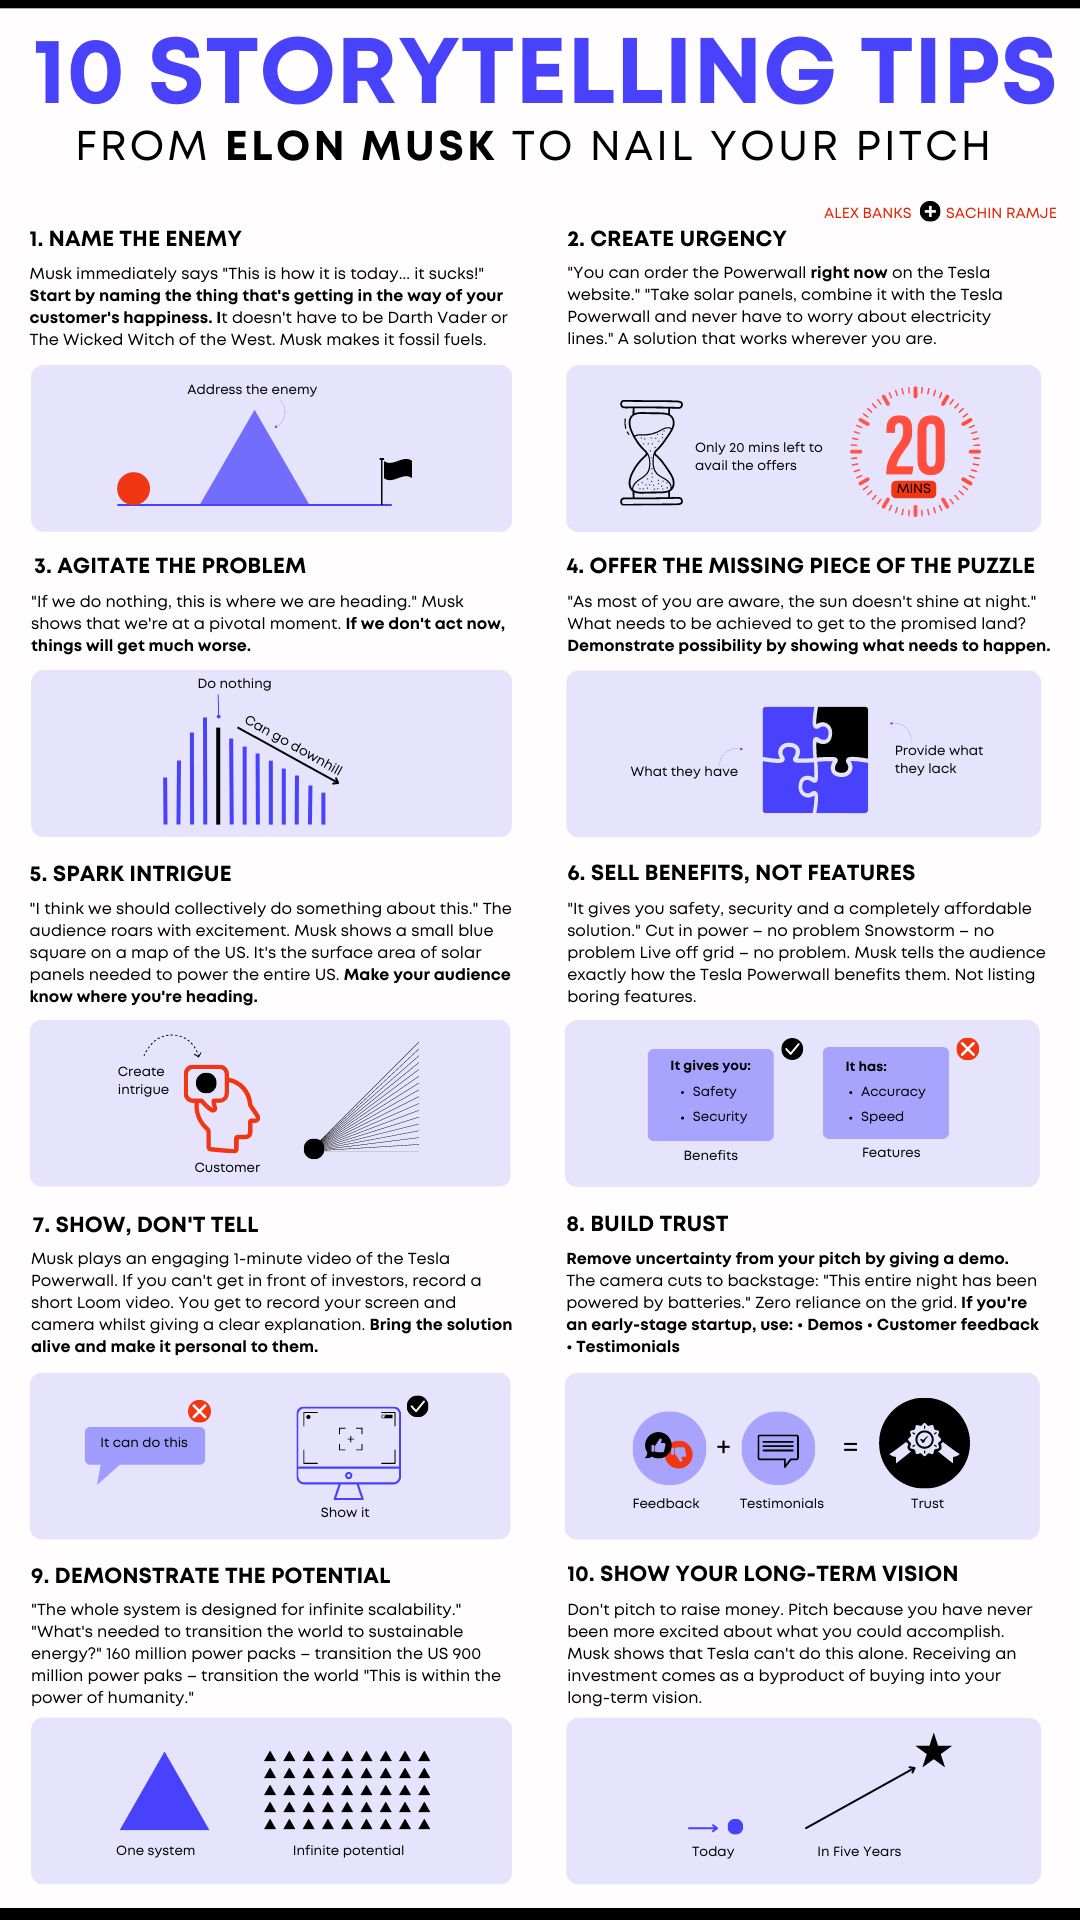 10 STORYTELLING TIPS
FROM ELON MUSK TO NAIL YOUR PITCH
ALEX BANKS + SACHIN RAMJE
1. NAME THE ENEMY
Musk immediately says "This is how it is today... it sucks!"
Start by naming the thing that's getting in the way of your
customer's happiness. It doesn't have to be Darth Vader or
The Wicked Witch of the West. Musk makes it fossil fuels.
Address the enemy
2. CREATE URGENCY
"You can order the Powerwall right now on the Tesla
website." "Take solar panels, combine it with the Tesla
Powerwall and never have to worry about electricity
lines." A solution that works wherever you are.
Only 20 mins left to
avail the offers
20
MINS
3. AGITATE THE PROBLEM
"If we do nothing, this is where we are heading." Musk
shows that we're at a pivotal moment. If we don't act now,
things will get much worse.
Do nothing
Can go downhill
4. OFFER THE MISSING PIECE OF THE PUZZLE
"As most of you are aware, the sun doesn't shine at night."
What needs to be achieved to get to the promised land?
Demonstrate possibility by showing what needs to happen.
What they have
Provide what
they lack
5. SPARK INTRIGUE
"I think we should collectively do something about this." The
audience roars with excitement. Musk shows a small blue
square on a map of the US. It's the surface area of solar
panels needed to power the entire US. Make your audience
know where you're heading.
Create
intrigue
Customer
6. SELL BENEFITS, NOT FEATURES
"It gives you safety, security and a completely affordable
solution." Cut in power – no problem Snowstorm – no
problem Live off grid – no problem. Musk tells the audience
exactly how the Tesla Powerwall benefits them. Not listing
boring features.
It gives you:
• Safety
• Security
Benefits
It has:
• Accuracy
• Speed
Features
7. SHOW, DON'T TELL
Musk plays an engaging 1-minute video of the Tesla
Powerwall. If you can't get in front of investors, record a
short Loom video. You get to record your screen and
camera whilst giving a clear explanation. Bring the solution
alive and make it personal to them.
It can do this
Show it
8. BUILD TRUST
Remove uncertainty from your pitch by giving a demo.
The camera cuts to backstage: "This entire night has been
powered by batteries." Zero reliance on the grid. If you're
an early-stage startup, use: • Demos • Customer feedback
• Testimonials
+
=
Feedback
Testimonials
Trust
9. DEMONSTRATE THE POTENTIAL
"The whole system is designed for infinite scalability."
"What's needed to transition the world to sustainable
energy?" 160 million power packs – transition the US 900
million power paks – transition the world "This is within the
power of humanity."
One system
Infinite potential
10. SHOW YOUR LONG-TERM VISION
Don't pitch to raise money. Pitch because you have never
been more excited about what you could accomplish.
Musk shows that Tesla can't do this alone. Receiving an
investment comes as a byproduct of buying into your
long-term vision.
Today
In Five Years